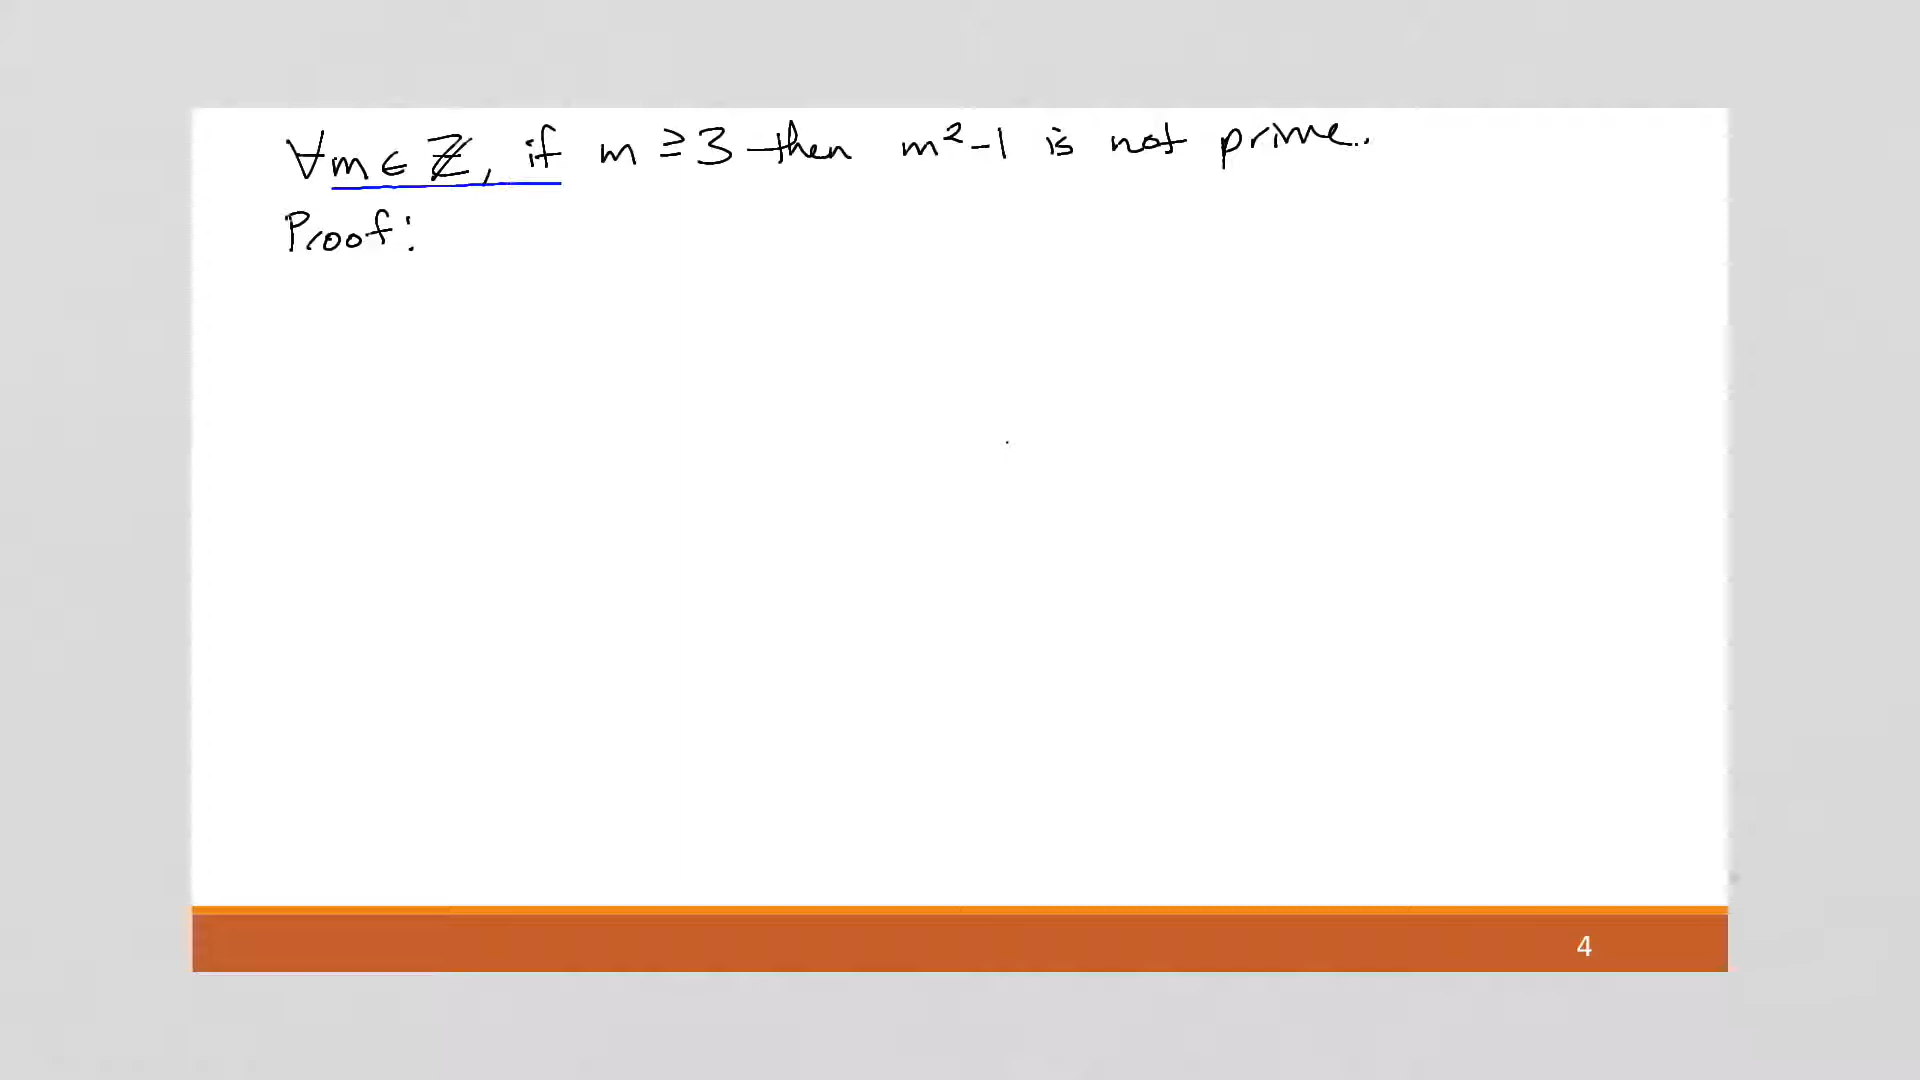 ∀m ∈ ℤ, if m ≥ 3 then m²-1 is not prime.
Proof:
4